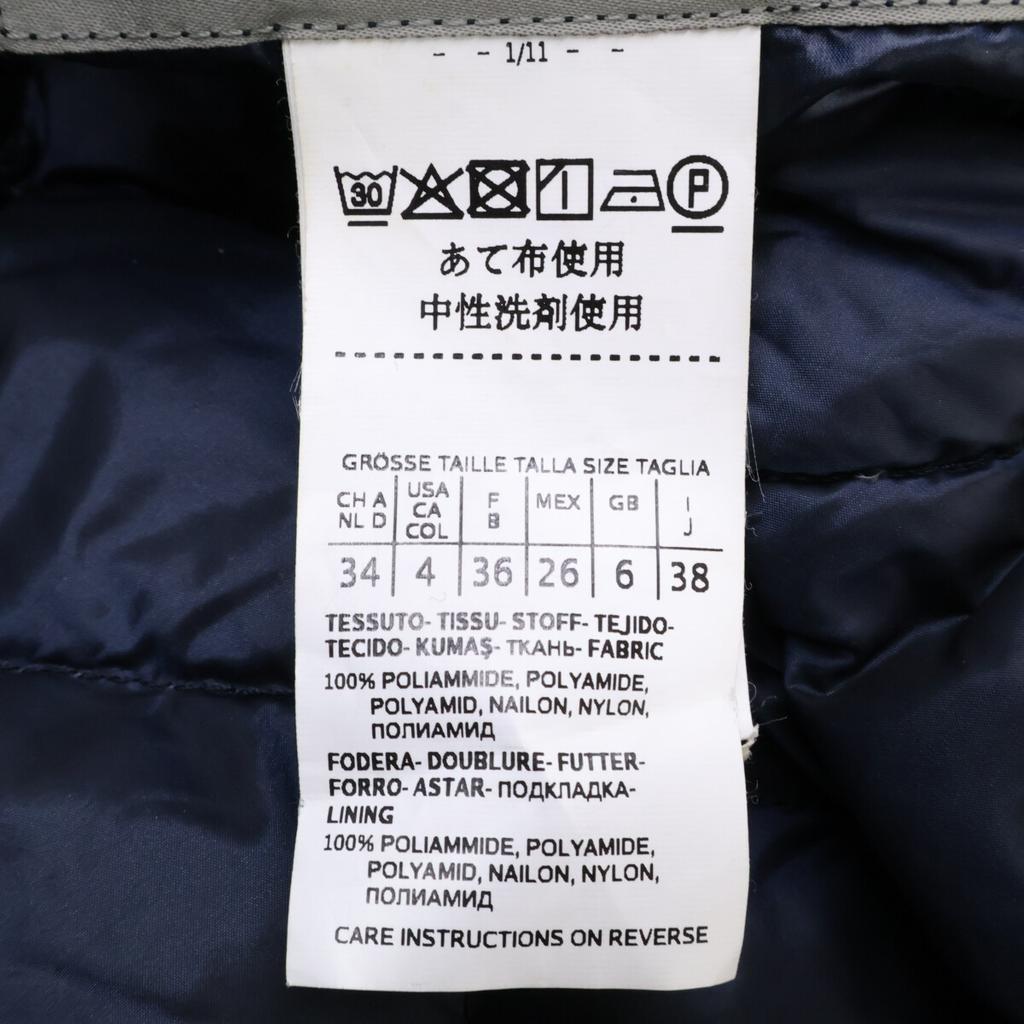 - - 1/11 - -
30 P
あて布使用
中性洗剤使用
GRÖSSE TAILLE TALLA SIZE TAGLIA
CH A NL D USA CA COL F B MEX GB I J
34 4 36 26 6 38
TESSUTO- TISSU- STOFF- TEJIDO-
TECIDO- KUMAŞ- ТКАНЬ- FABRIC
100% POLIAMMIDE, POLYAMIDE,
POLYAMID, NAILON, NYLON,
ПОЛИАМИД
FODERA- DOUBLURE- FUTTER-
FORRO- ASTAR- ПОДКЛАДКА-
LINING
100% POLIAMMIDE, POLYAMIDE,
POLYAMID, NAILON, NYLON,
ПОЛИАМИД
CARE INSTRUCTIONS ON REVERSE